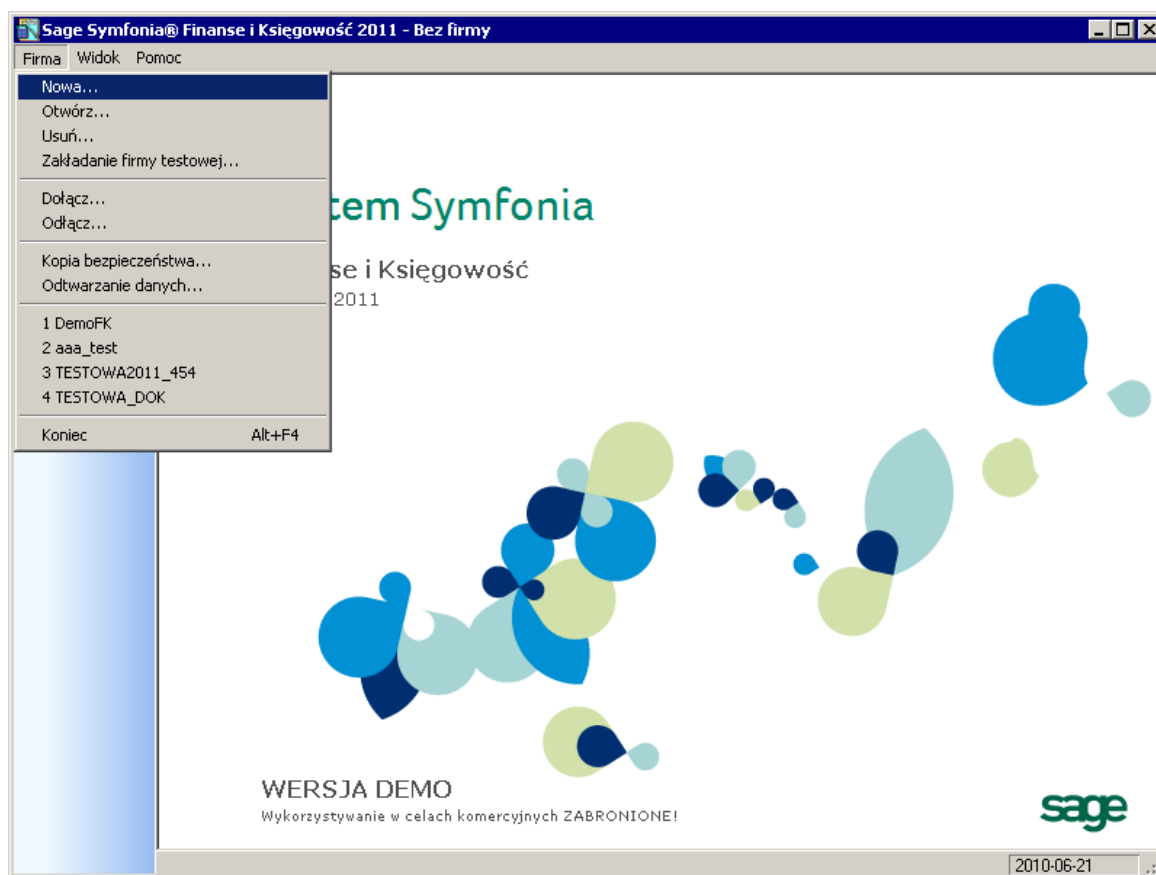 Sage Symfonia® Finanse i Księgowość 2011 - Bez firmy
Firma Widok Pomoc
Nowa...
Otwórz...
Usuń...
Zakładanie firmy testowej...
Dołącz...
Odłącz...
Kopia bezpieczeństwa...
Odtwarzanie danych...
1 DemoFK
2 aaa_test
3 TESTOWA2011_454
4 TESTOWA_DOK
Koniec Alt+F4
tem Symfonia
se i Księgowość
2011
WERSJA DEMO
Wykorzystywanie w celach komercyjnych ZABRONIONE!
sage
2010-06-21